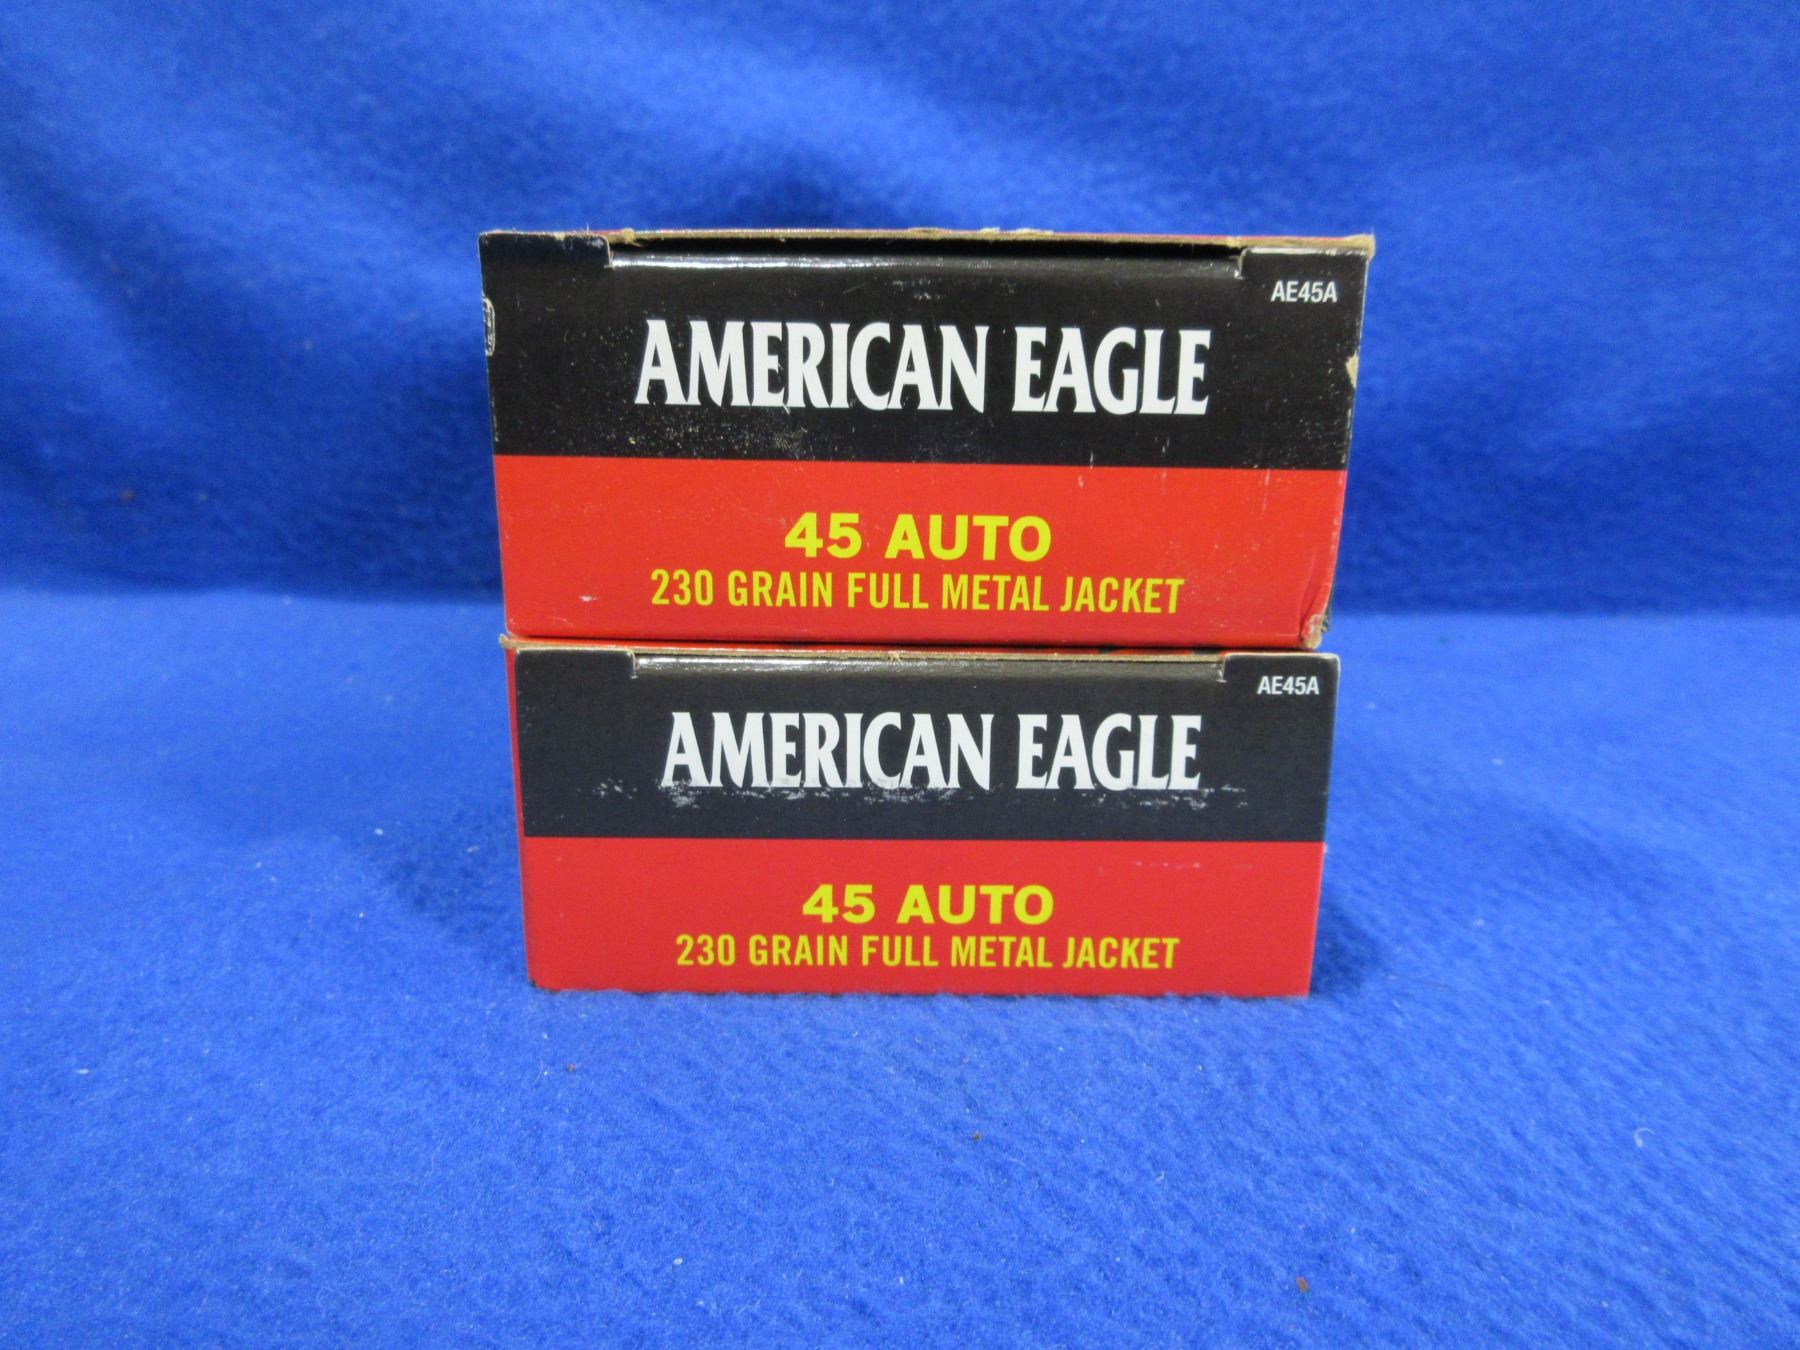 AE45A
AMERICAN EAGLE
45 AUTO
230 GRAIN FULL METAL JACKET
AE45A
AMERICAN EAGLE
45 AUTO
230 GRAIN FULL METAL JACKET